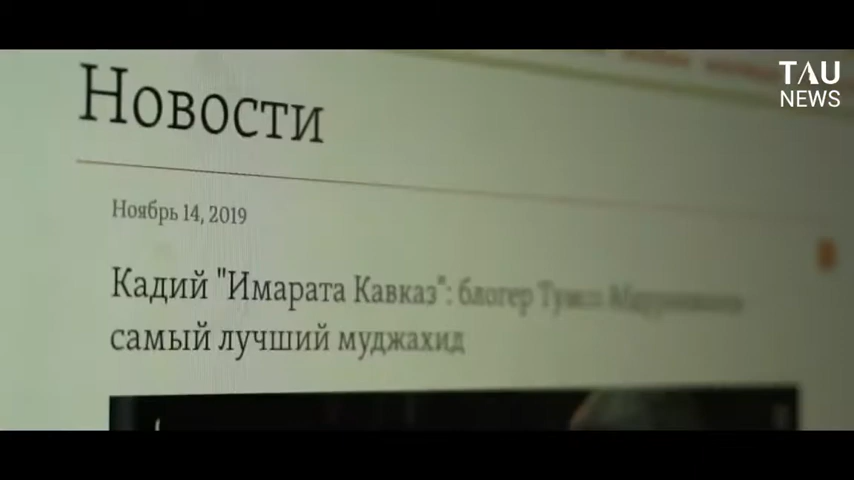 TAU
NEWS
Новости
Ноябрь 14, 2019
Кадий "Имарата Кавказ": блогер
самый лучший муджахид